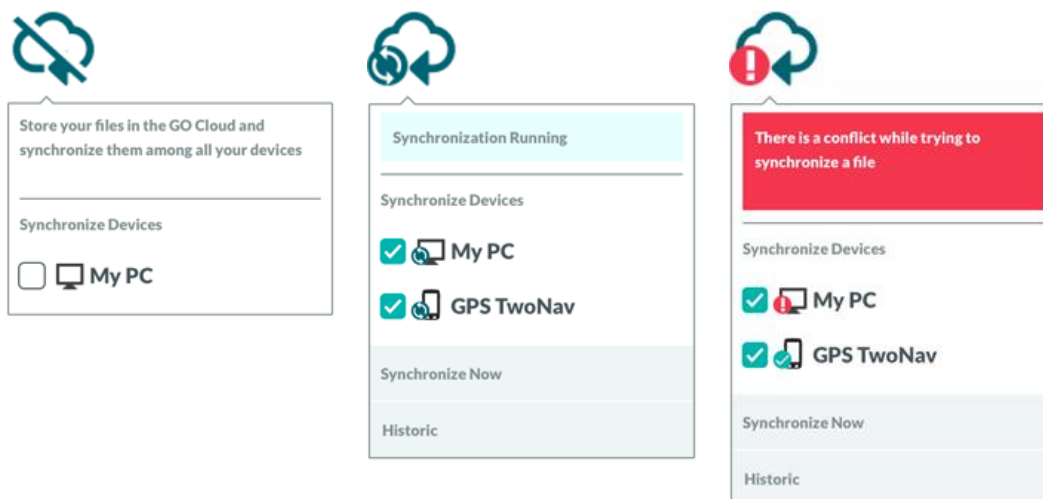 Store your files in the GO Cloud and
synchronize them among all your devices
Synchronize Devices
My PC
Synchronization Running
Synchronize Devices
My PC
GPS TwoNav
Synchronize Now
Historic
There is a conflict while trying to
synchronize a file
Synchronize Devices
My PC
GPS TwoNav
Synchronize Now
Historic